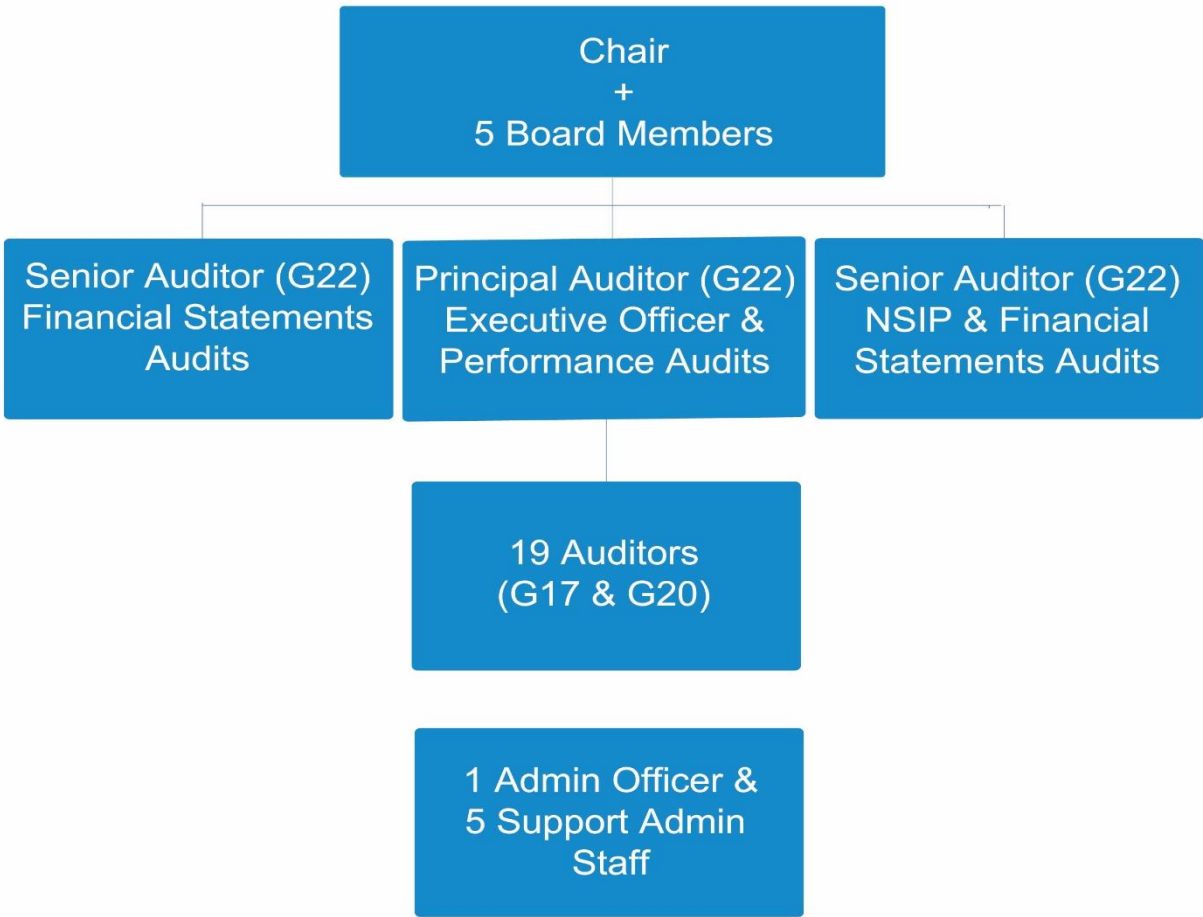 Chair
+
5 Board Members
Senior Auditor (G22)
Financial Statements
Audits
Principal Auditor (G22)
Executive Officer &
Performance Audits
Senior Auditor (G22)
NSIP & Financial
Statements Audits
19 Auditors
(G17 & G20)
1 Admin Officer &
5 Support Admin
Staff